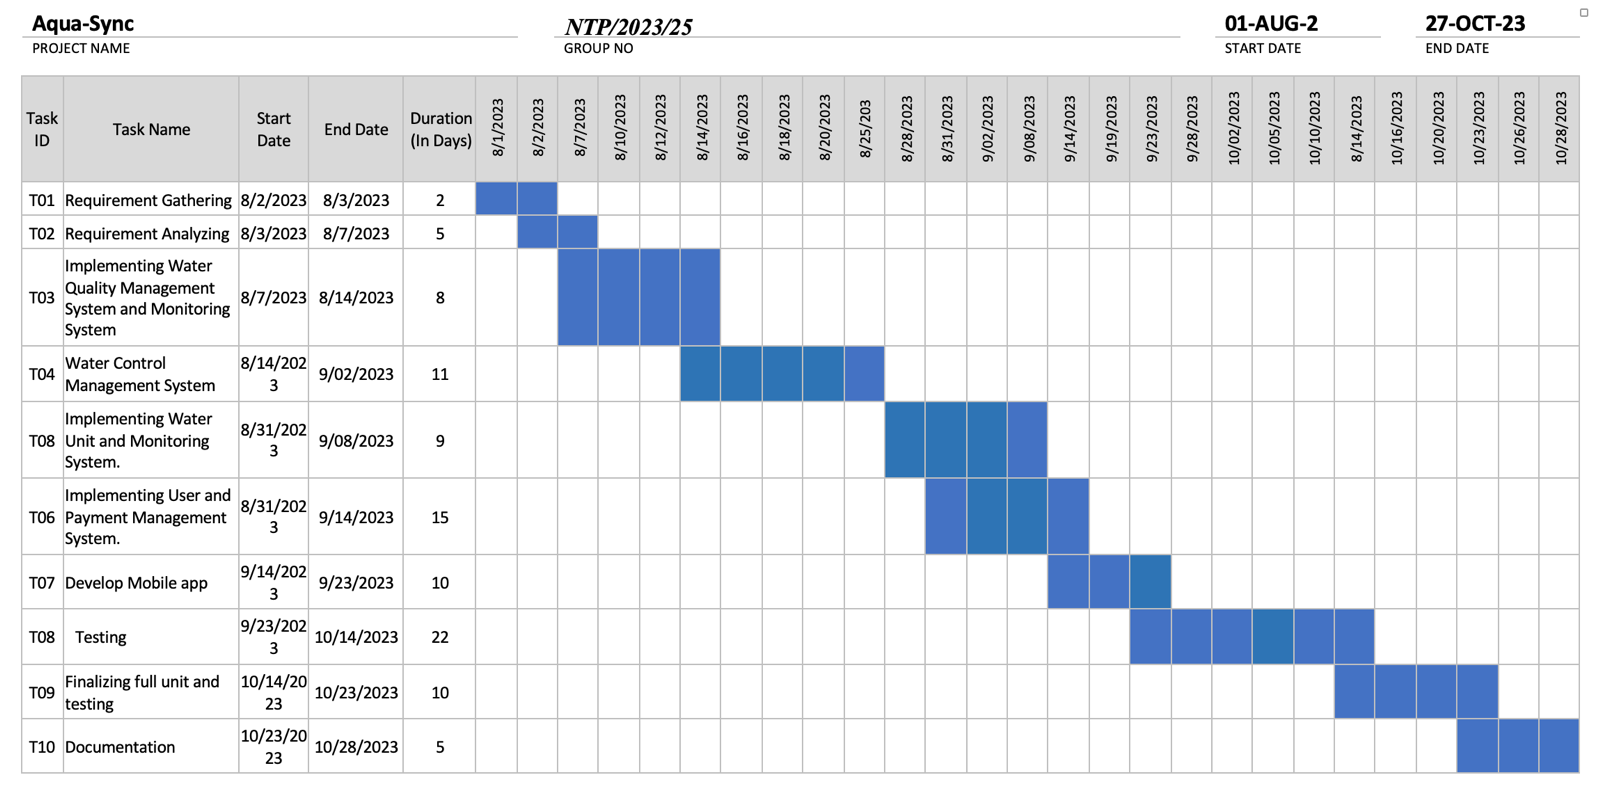 Aqua-Sync NTP/2023/25 01-AUG-2 27-OCT-23
PROJECT NAME GROUP NO START DATE END DATE
Task ID Task Name Start Date End Date Duration (In Days) 8/1/2023 8/2/2023 8/7/2023 8/10/2023 8/12/2023 8/14/2023 8/16/2023 8/18/2023 8/20/2023 8/25/203 8/28/2023 8/31/2023 9/02/2023 9/08/2023 9/14/2023 9/19/2023 9/23/2023 9/28/2023 10/02/2023 10/05/2023 10/10/2023 8/14/2023 10/16/2023 10/20/2023 10/23/2023 10/26/2023 10/28/2023
T01 Requirement Gathering 8/2/2023 8/3/2023 2
T02 Requirement Analyzing 8/3/2023 8/7/2023 5
T03 Implementing Water Quality Management System and Monitoring System 8/7/2023 8/14/2023 8
T04 Water Control Management System 8/14/2023 9/02/2023 11
T08 Implementing Water Unit and Monitoring System. 8/31/2023 9/08/2023 9
T06 Implementing User and Payment Management System. 8/31/2023 9/14/2023 15
T07 Develop Mobile app 9/14/2023 9/23/2023 10
T08 Testing 9/23/2023 10/14/2023 22
T09 Finalizing full unit and testing 10/14/2023 10/23/2023 10
T10 Documentation 10/23/2023 10/28/2023 5